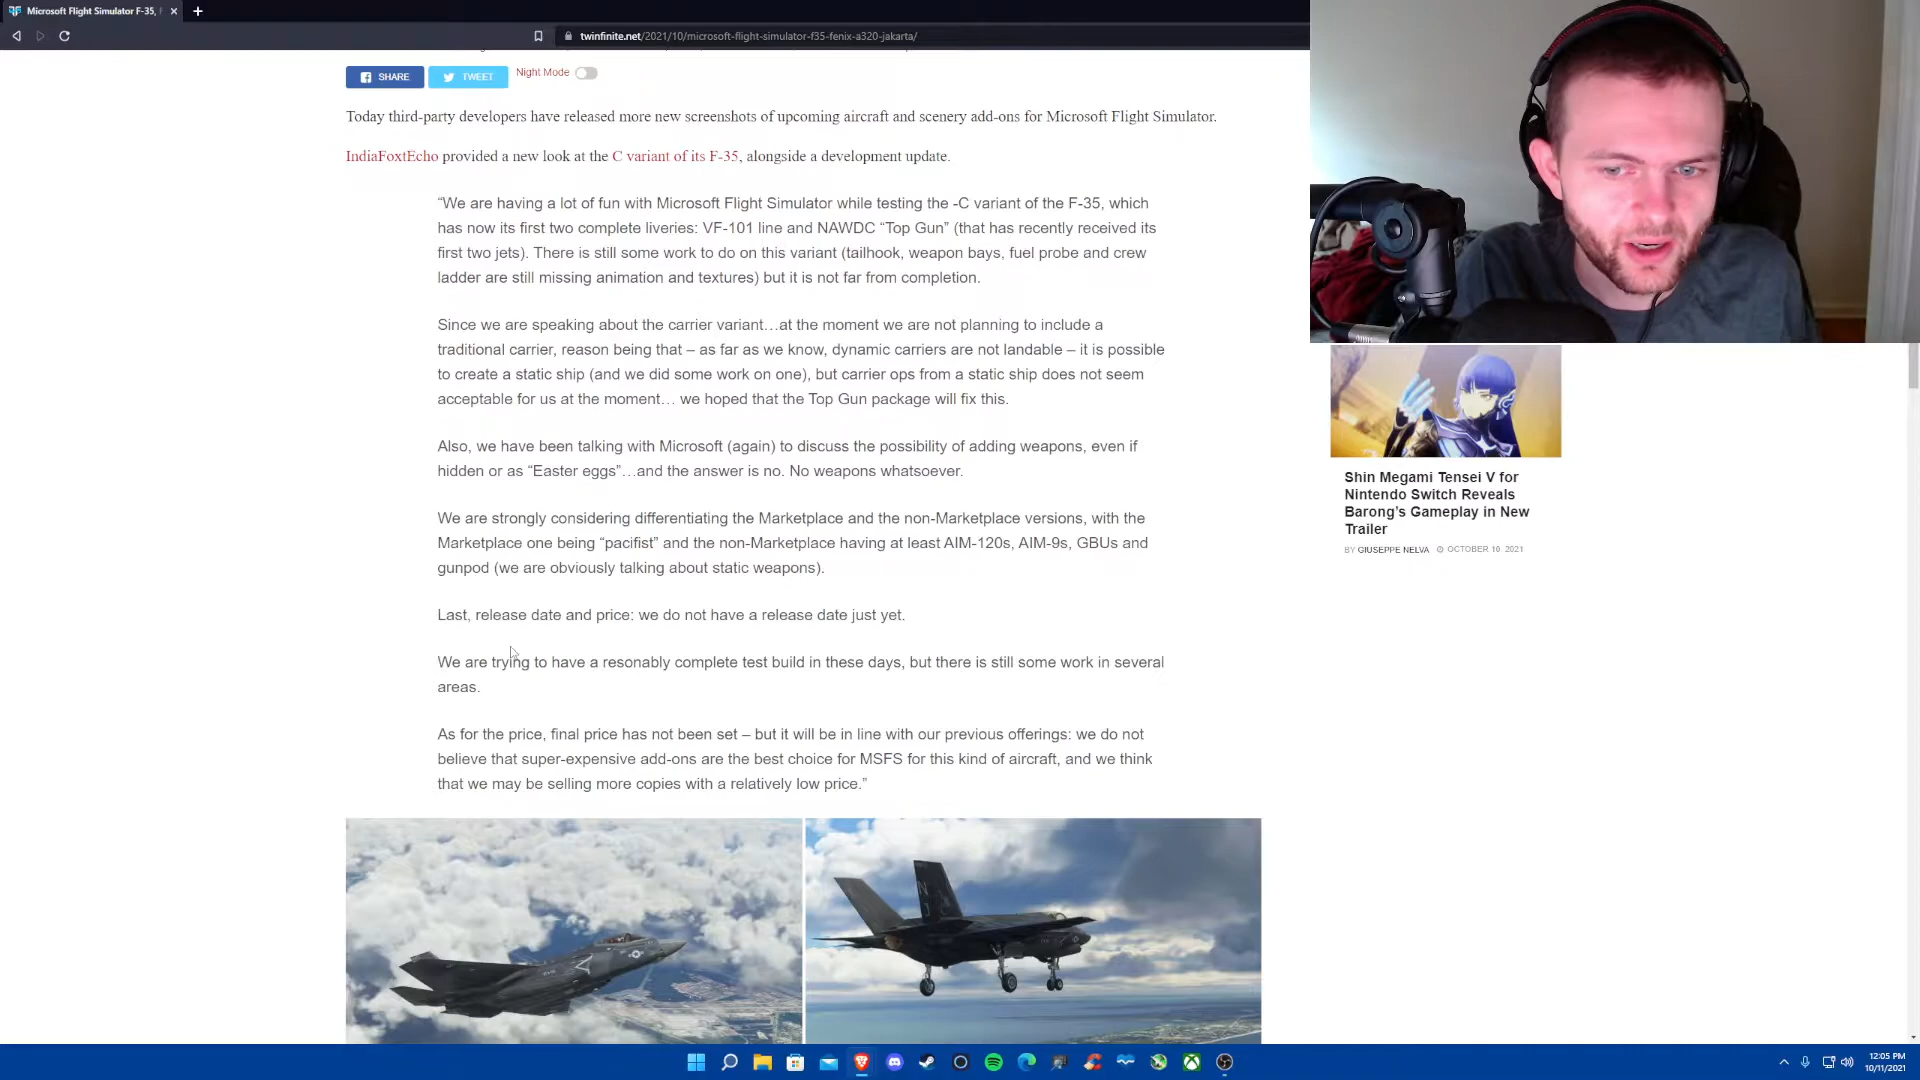 Microsoft Flight Simulator F-35,
twinfinite.net/2021/10/microsoft-flight-simulator-f35-fenix-a320-jakarta/
SHARE
TWEET
Night Mode
Today third-party developers have released more new screenshots of upcoming aircraft and scenery add-ons for Microsoft Flight Simulator.
IndiaFoxtEcho provided a new look at the C variant of its F-35, alongside a development update.
“We are having a lot of fun with Microsoft Flight Simulator while testing the -C variant of the F-35, which
has now its first two complete liveries: VF-101 line and NAWDC “Top Gun” (that has recently received its
first two jets). There is still some work to do on this variant (tailhook, weapon bays, fuel probe and crew
ladder are still missing animation and textures) but it is not far from completion.
Since we are speaking about the carrier variant…at the moment we are not planning to include a
traditional carrier, reason being that – as far as we know, dynamic carriers are not landable – it is possible
to create a static ship (and we did some work on one), but carrier ops from a static ship does not seem
acceptable for us at the moment… we hoped that the Top Gun package will fix this.
Also, we have been talking with Microsoft (again) to discuss the possibility of adding weapons, even if
hidden or as “Easter eggs”…and the answer is no. No weapons whatsoever.
We are strongly considering differentiating the Marketplace and the non-Marketplace versions, with the
Marketplace one being “pacifist” and the non-Marketplace having at least AIM-120s, AIM-9s, GBUs and
gunpod (we are obviously talking about static weapons).
Last, release date and price: we do not have a release date just yet.
We are trying to have a resonably complete test build in these days, but there is still some work in several
areas.
As for the price, final price has not been set – but it will be in line with our previous offerings: we do not
believe that super-expensive add-ons are the best choice for MSFS for this kind of aircraft, and we think
that we may be selling more copies with a relatively low price.”
Shin Megami Tensei V for
Nintendo Switch Reveals
Barong's Gameplay in New
Trailer
BY GIUSEPPE NELVA OCTOBER 10, 2021
12:05 PM
10/11/2021